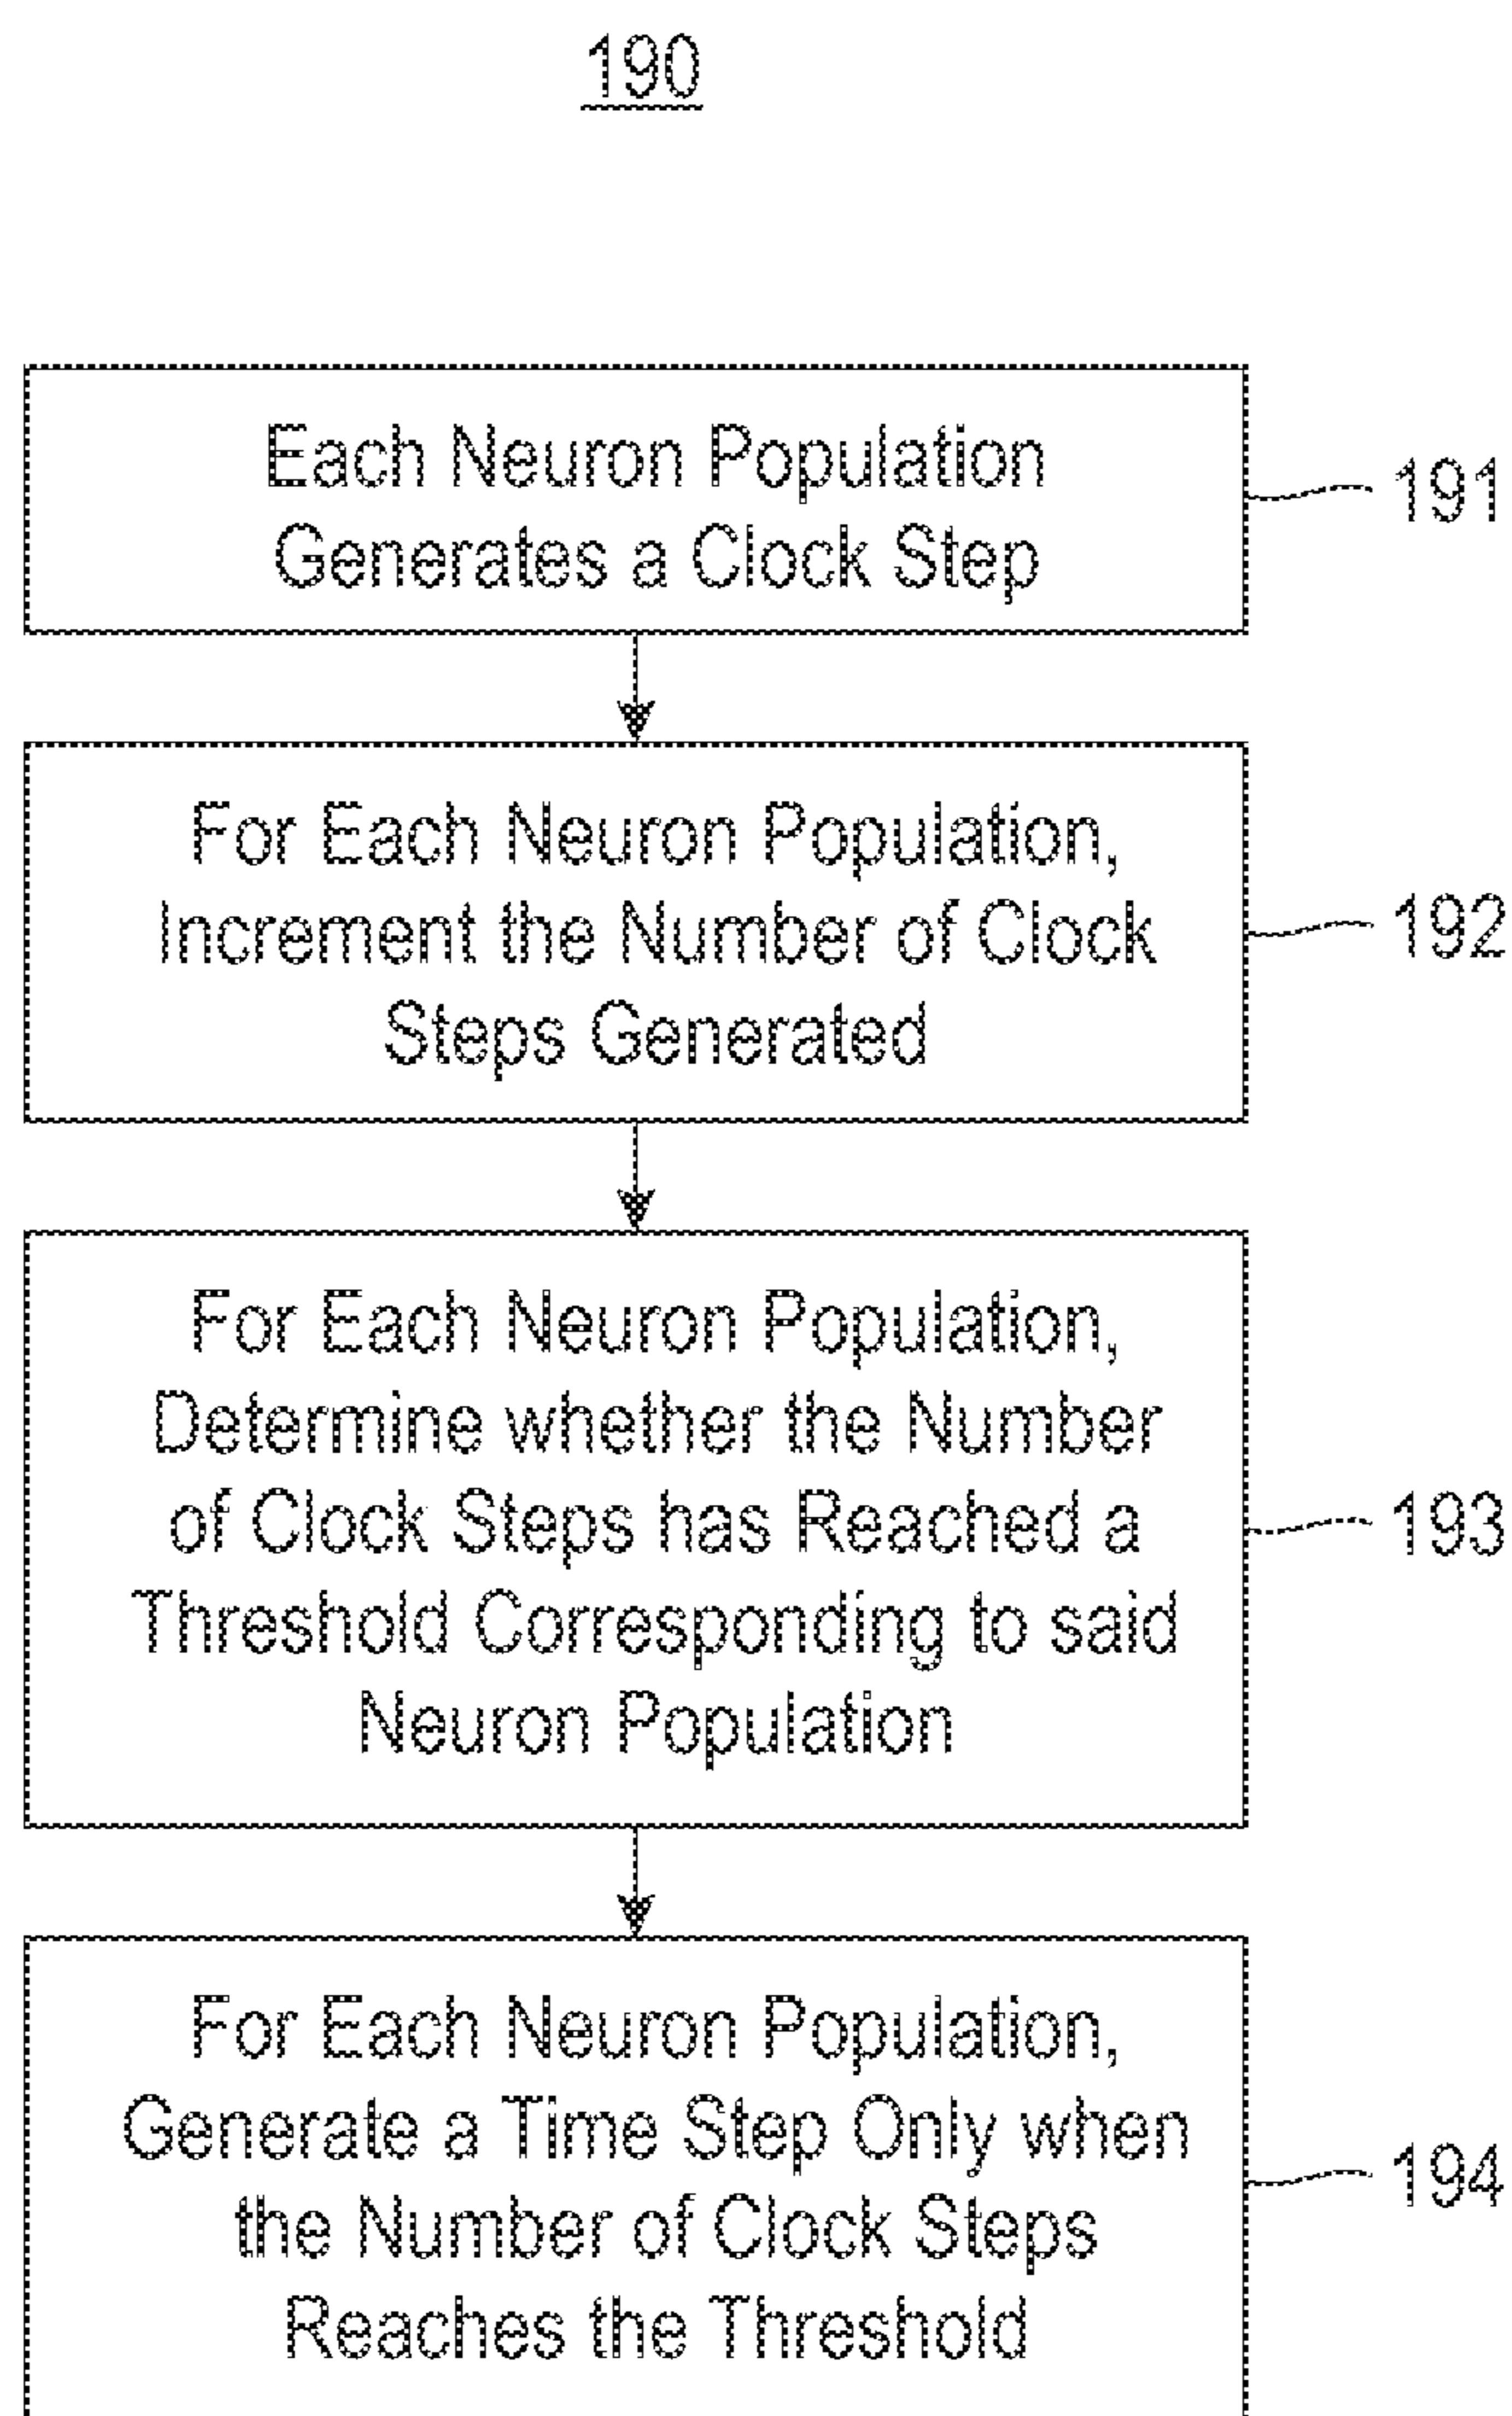 190
Each Neuron Population
Generates a Clock Step
191
For Each Neuron Population,
Increment the Number of Clock
Steps Generated
192
For Each Neuron Population,
Determine whether the Number
of Clock Steps has Reached a
Threshold Corresponding to said
Neuron Population
193
For Each Neuron Population,
Generate a Time Step Only when
the Number of Clock Steps
Reaches the Threshold
194